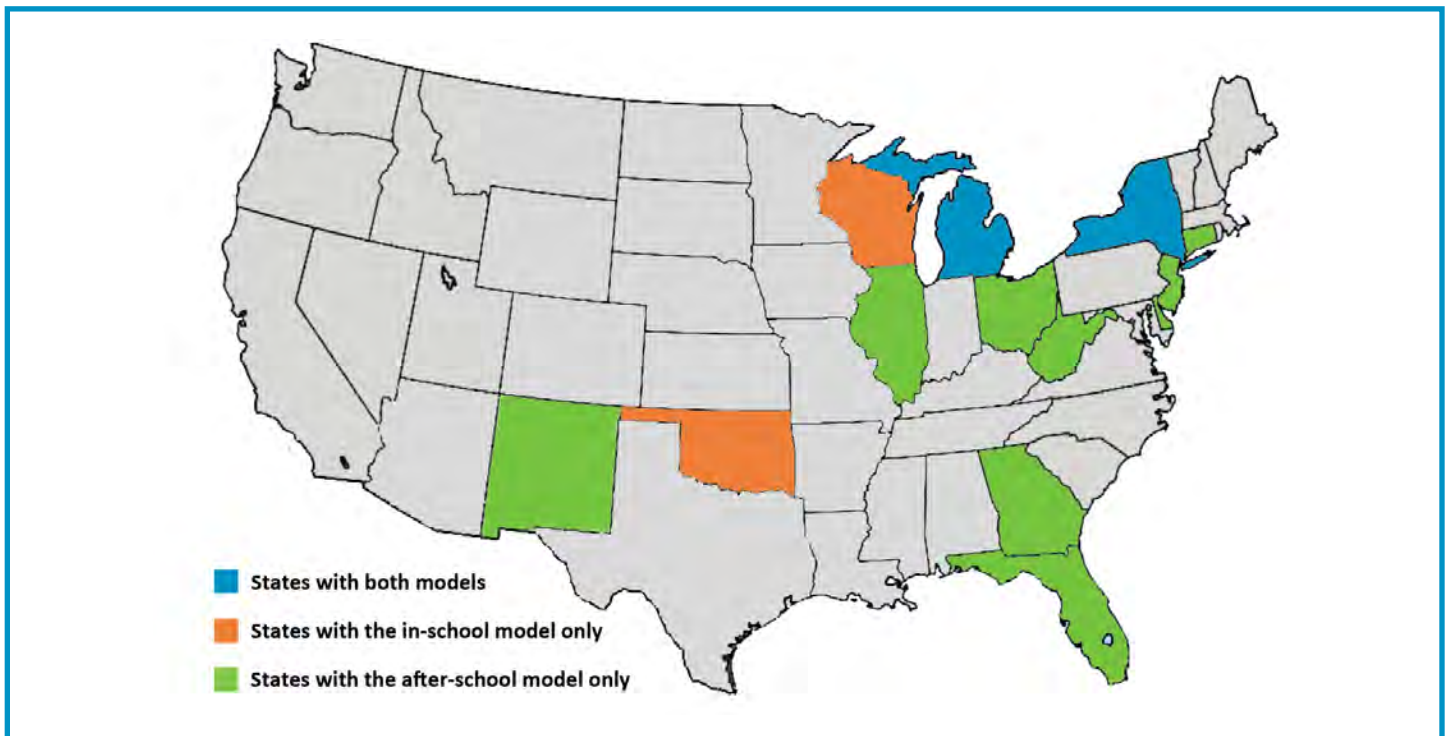 States with both models
States with the in-school model only
States with the after-school model only